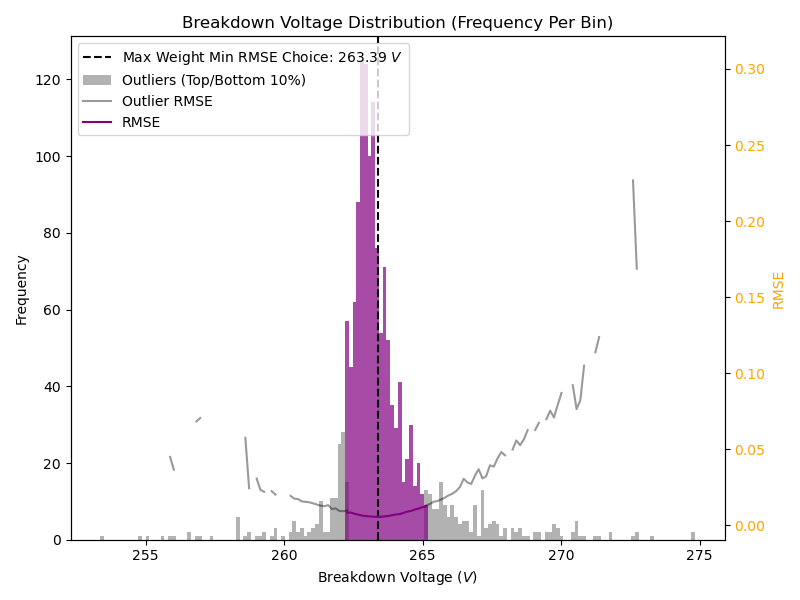 Breakdown Voltage Distribution (Frequency Per Bin)
Max Weight Min RMSE Choice: 263.39 V
Outliers (Top/Bottom 10%)
Outlier RMSE
RMSE
Frequency
120
100
80
60
40
20
0
0.30
0.25
0.20
0.15
0.10
0.05
0.00
RMSE
255
260
265
270
275
Breakdown Voltage (V)